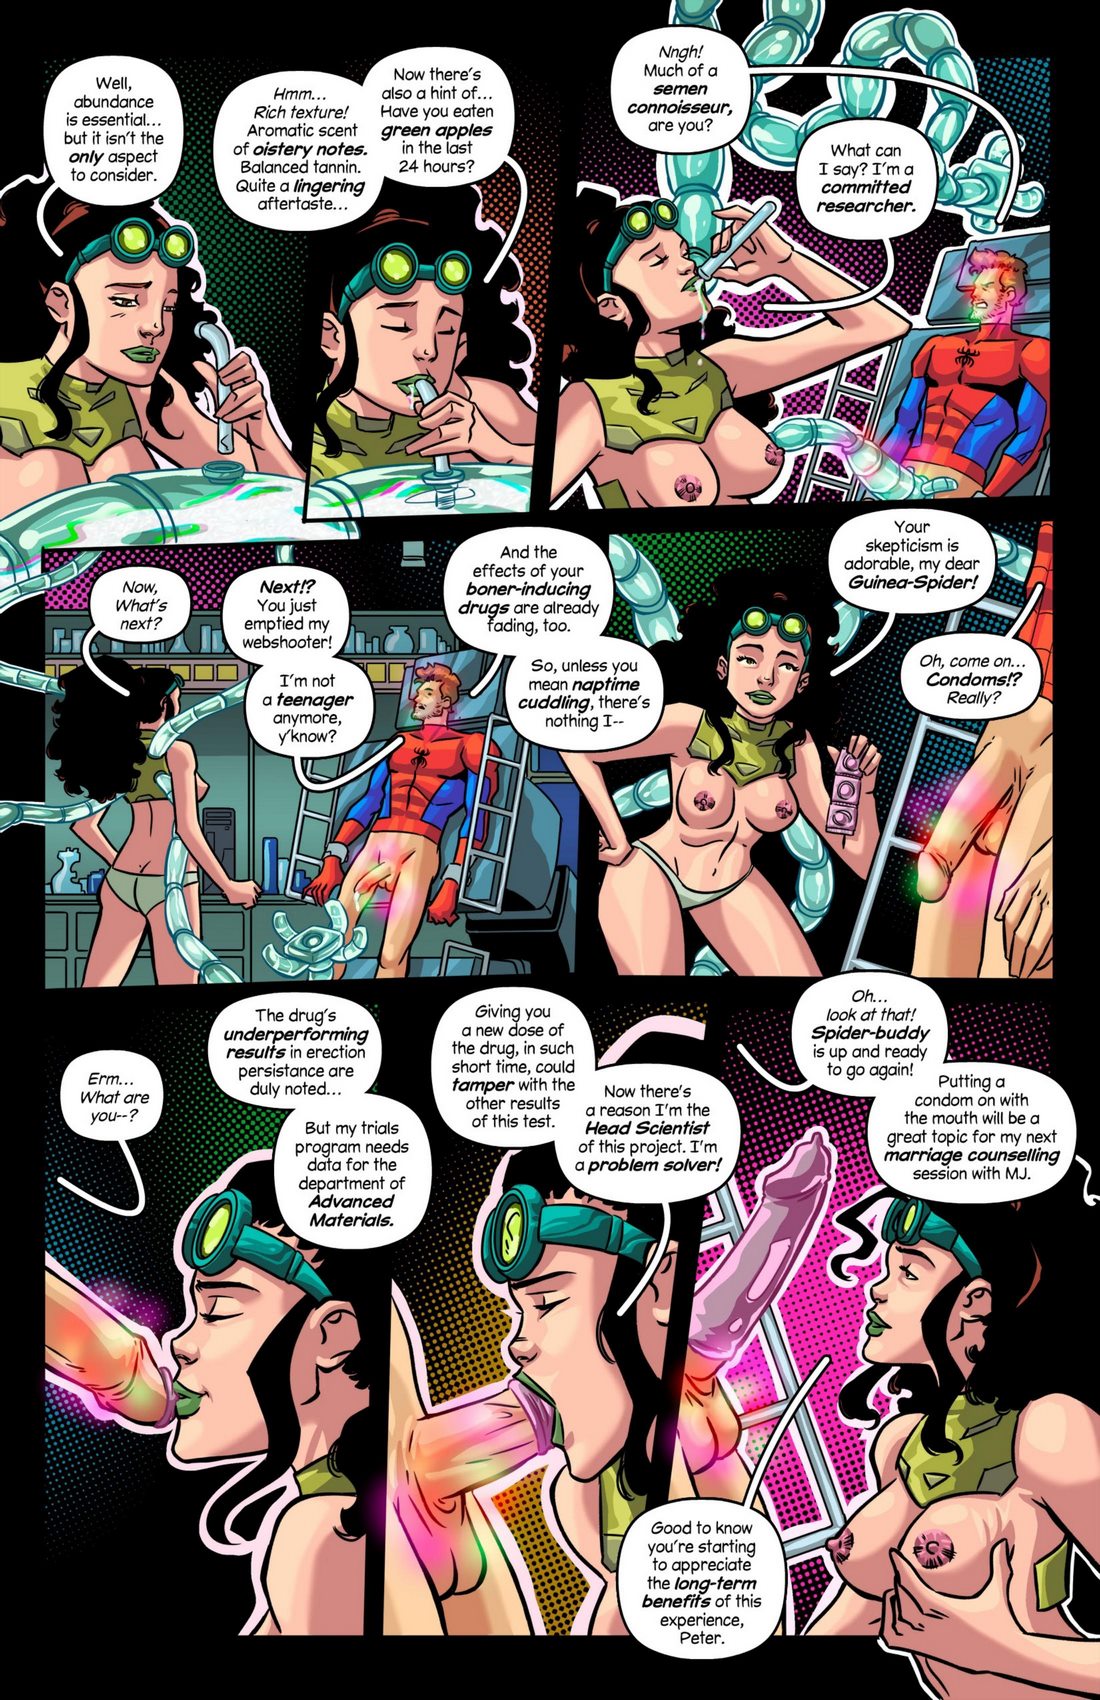 Well,
abundance
is essential...
but it isn't the
only aspect
to consider.
Hmm...
Rich texture!
Aromatic scent
of oistery notes.
Balanced tannin.
Quite a lingering
aftertaste...
Now there's
also a hint of...
Have you eaten
green apples
in the last
24 hours?
Nngh!
Much of a
semen
connoisseur,
are you?
What can
I say? I'm a
committed
researcher.
Now,
What's
next?
Next!?
You just
emptied my
webshooter!
I'm not
a teenager
anymore,
y'know?
And the
effects of your
boner-inducing
drugs are already
fading, too.
So, unless you
mean naptime
cuddling, there's
nothing I--
Your
skepticism is
adorable, my dear
Guinea-Spider!
Oh, come on...
Condoms!?
Really?
Erm...
What are
you--?
The drug's
underperforming
results in erection
persistance are
duly noted...
But my trials
program needs
data for the
department of
Advanced
Materials.
Giving you
a new dose of
the drug, in such
short time, could
tamper with the
other results
of this test.
Now there's
a reason I'm the
Head Scientist
of this project. I'm
a problem solver!
Oh...
look at that!
Spider-buddy
is up and ready
to go again!
Putting a
condom on with
the mouth will be a
great topic for my next
marriage counselling
session with MJ.
Good to know
you're starting
to appreciate
the long-term
benefits of this
experience,
Peter.